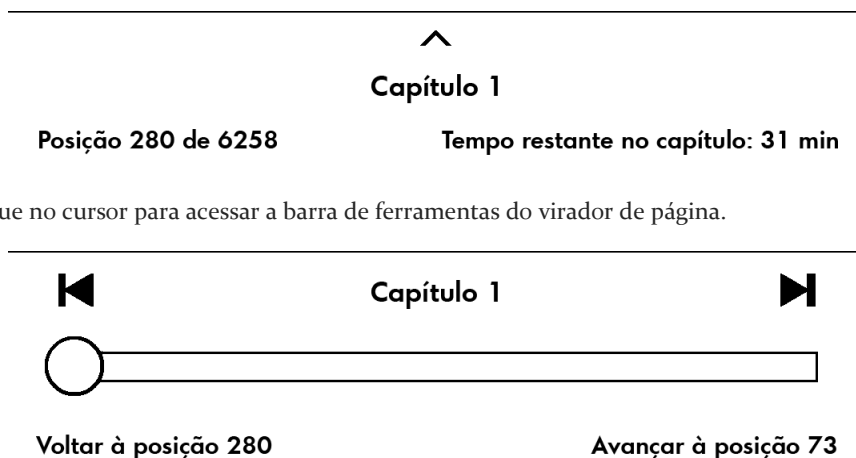 Capítulo 1
Posição 280 de 6258 Tempo restante no capítulo: 31 min
ue no cursor para acessar a barra de ferramentas do virador de página.
Capítulo 1
Voltar à posição 280 Avançar à posição 73